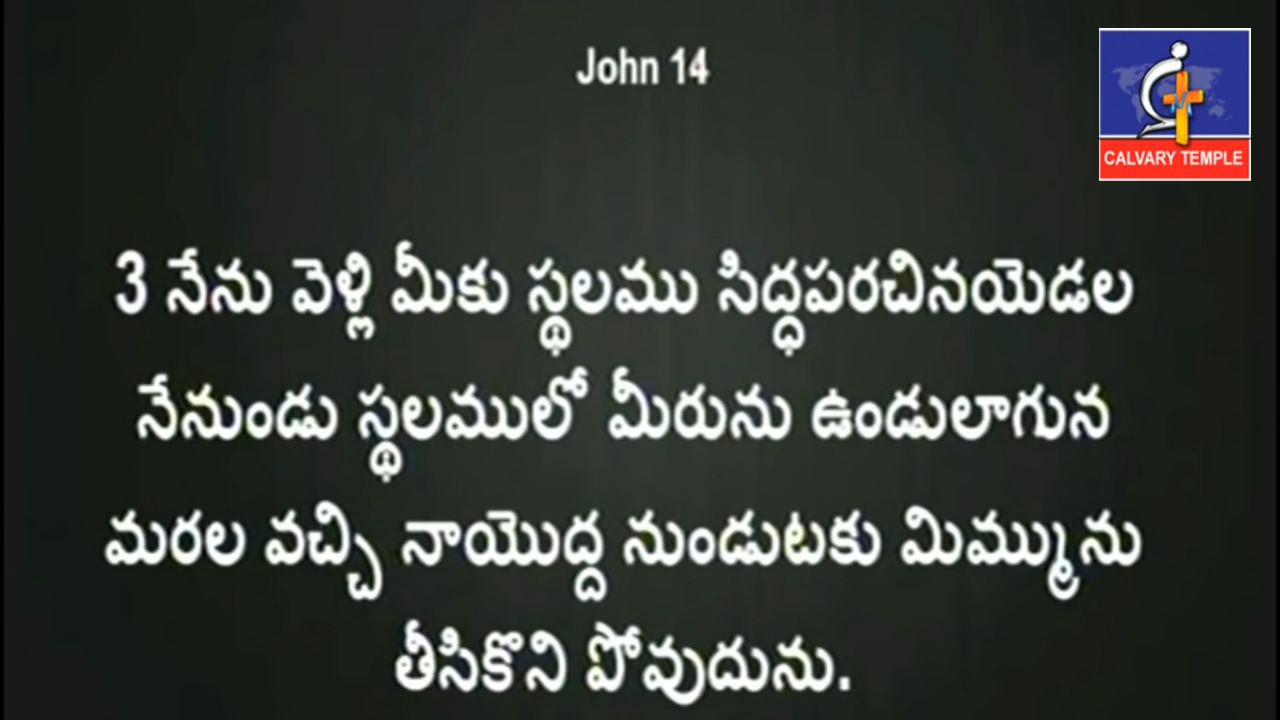 John 14
CALVARY TEMPLE
3 నేను వెళ్లి మీకు స్థలము సిద్ధపరచినయెడల
నేనుండు స్థలములో మీరును ఉండులాగున
మరల వచ్చి నాయొద్ద నుండుటకు మిమ్మును
తీసికొని పోవుదును.